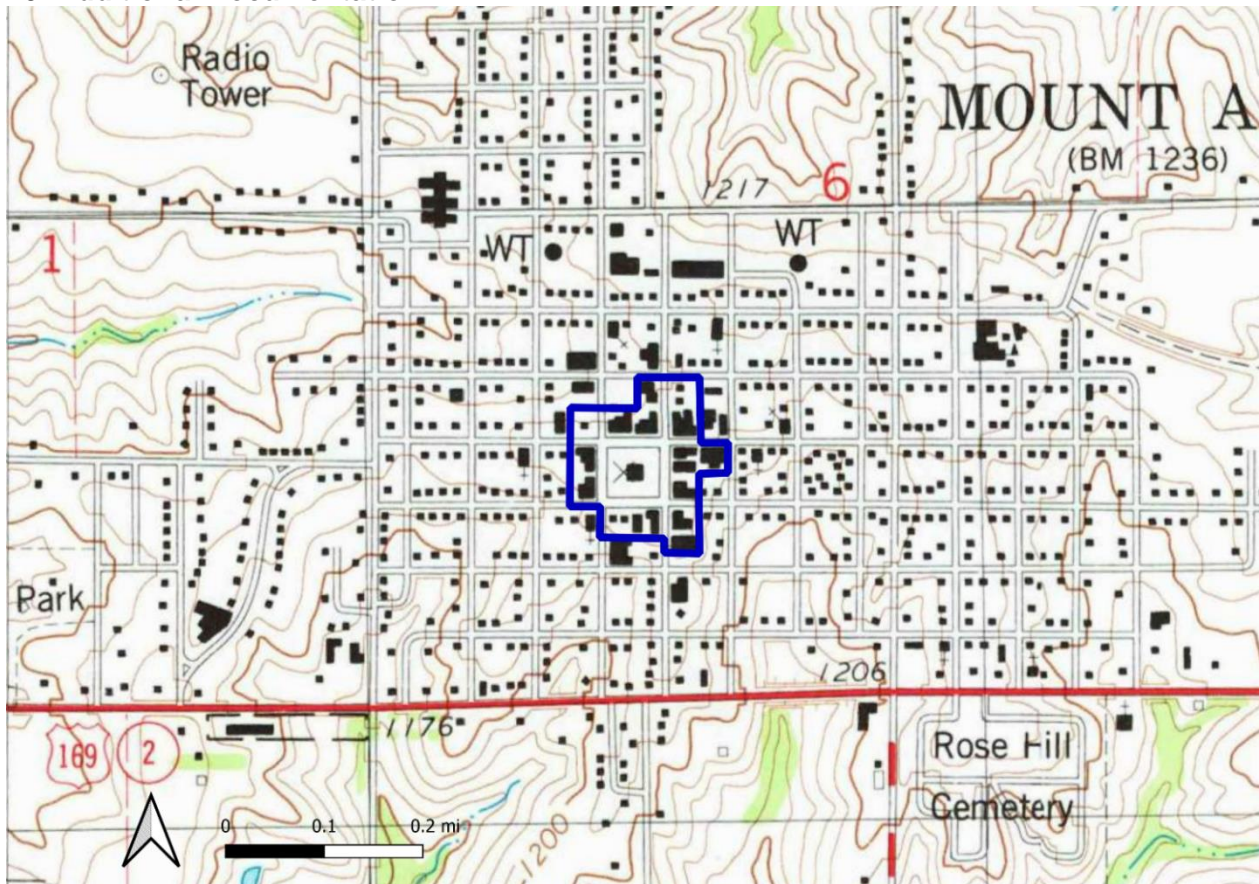 Radio
Tower
MOUNT A
(BM 1236)
1217
6
WT
WT
1
Park
1206
1176
169
2
Rose Hill
Cemetery
0
0.1
0.2 mi
1200